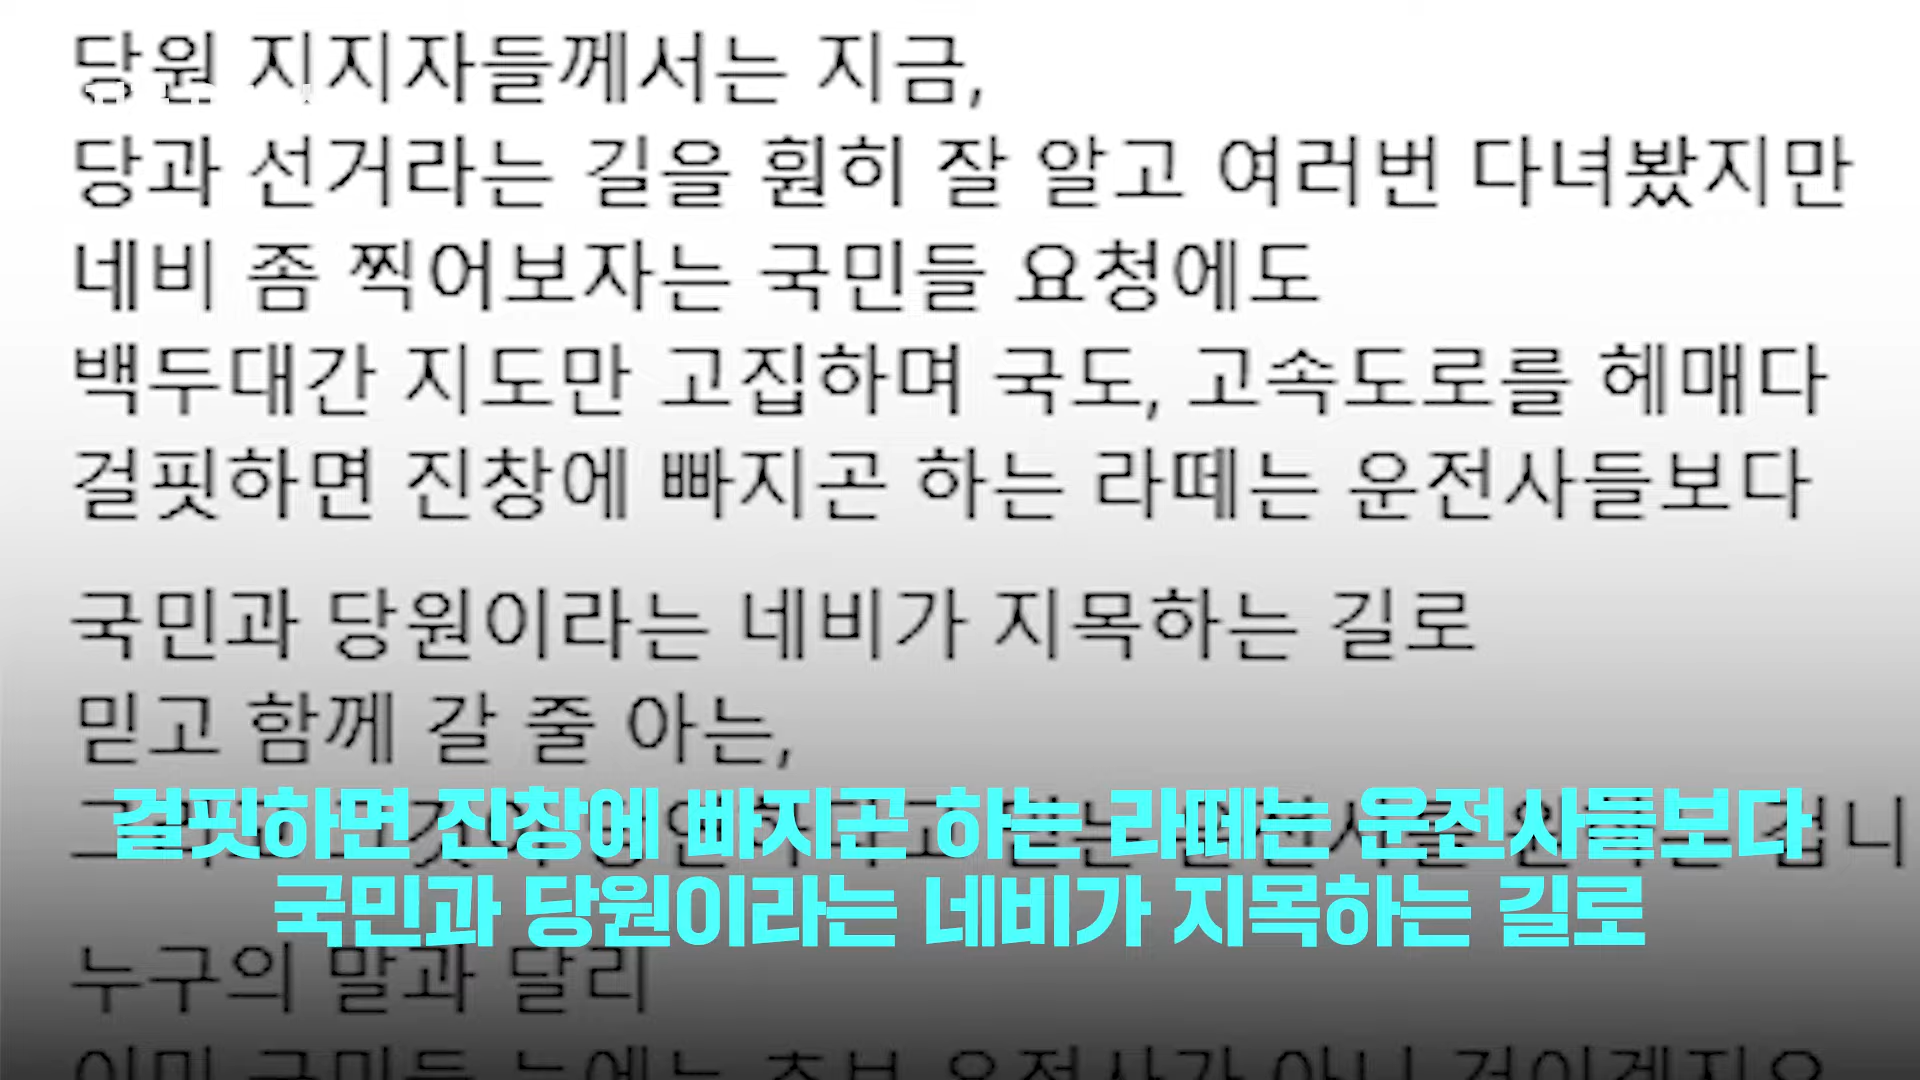 당원 지지자들께서는 지금,
당과 선거라는 길을 훤히 잘 알고 여러번 다녀봤지만
네비 좀 찍어보자는 국민들 요청에도
백두대간 지도만 고집하며 국도, 고속도로를 헤매다
걸핏하면 진창에 빠지곤 하는 라떼는 운전사들보다
국민과 당원이라는 네비가 지목하는 길로
믿고 함께 갈 줄 아는,
걸핏하면 진창에 빠지곤 하는 라떼는 운전사들보다
국민과 당원이라는 네비가 지목하는 길로
누구의 말과 달리